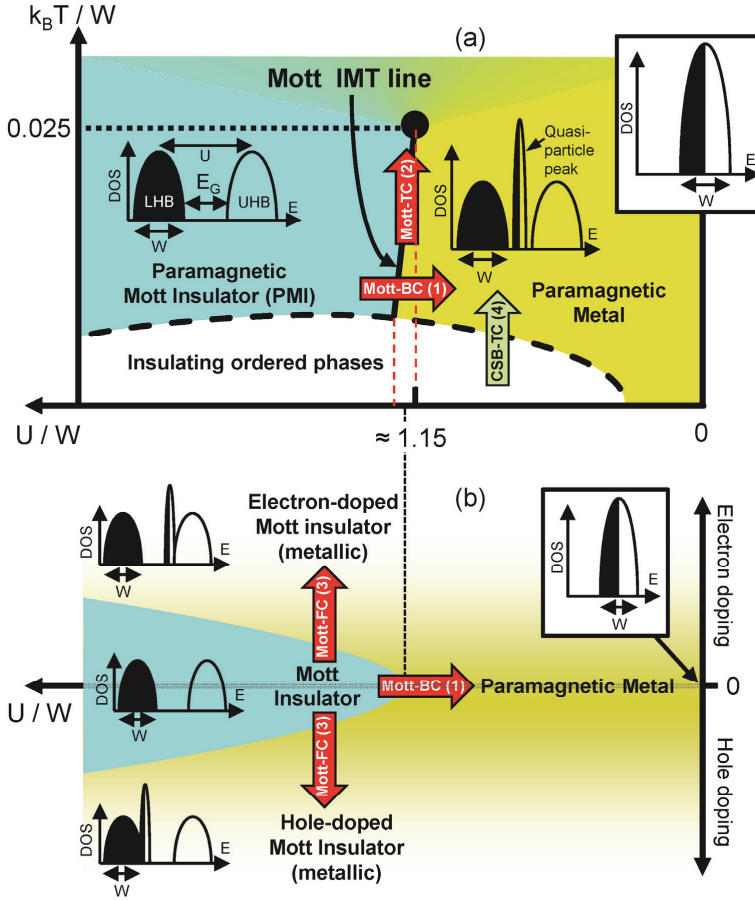 k_B T / W
(a)
Mott IMT line
0.025
DOS
U
E_G
LHB
UHB
E
W
Mott-TC (2)
Quasi-
particle
peak
DOS
E
W
DOS
E
W
Paramagnetic
Mott Insulator (PMI)
Mott-BC (1)
Paramagnetic
Metal
CSB-TC (4)
Insulating ordered phases
U / W
≈ 1.15
0
(b)
DOS
E
W
Electron-doped
Mott insulator
(metallic)
DOS
E
W
Electron doping
Mott-FC (3)
DOS
E
W
Mott
Insulator
Mott-BC (1)
Paramagnetic Metal
0
U / W
Mott-FC (3)
Hole doping
DOS
E
W
Hole-doped
Mott Insulator
(metallic)